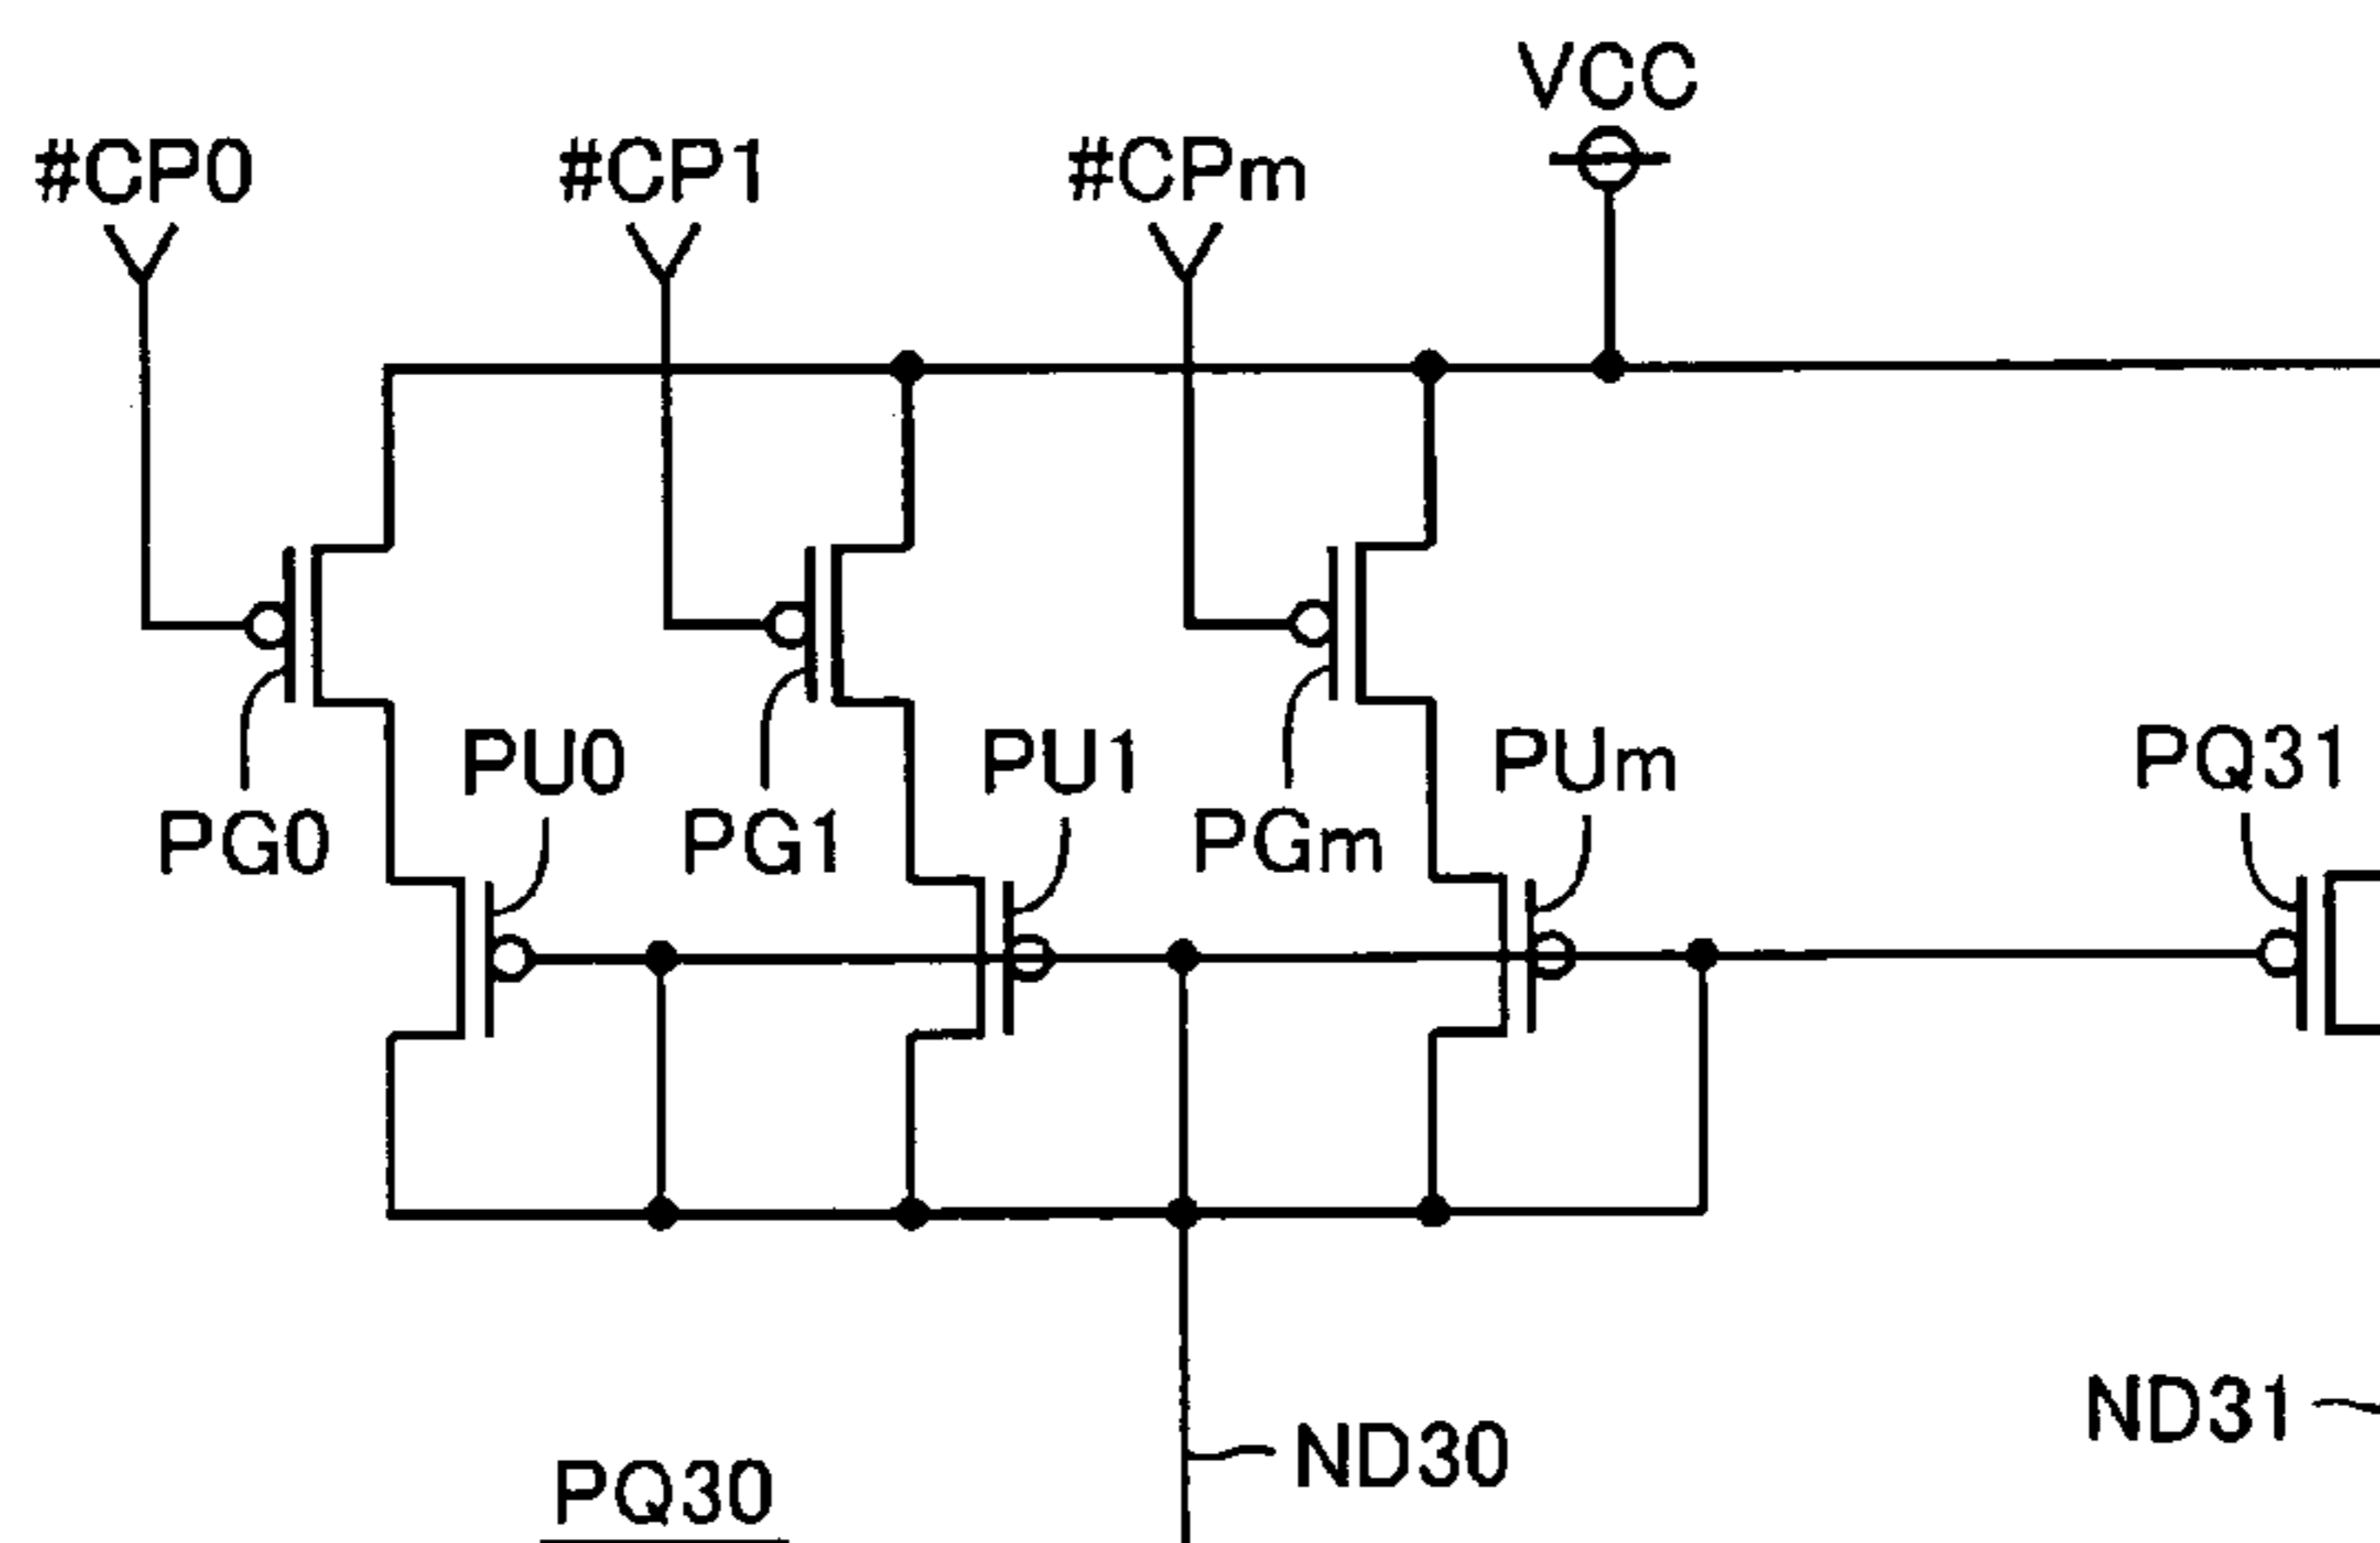 VCC
#CP0 #CP1 #CPm
PU0 PU1 PUm PQ31
PG0 PG1 PGm
ND31
ND30
PQ30